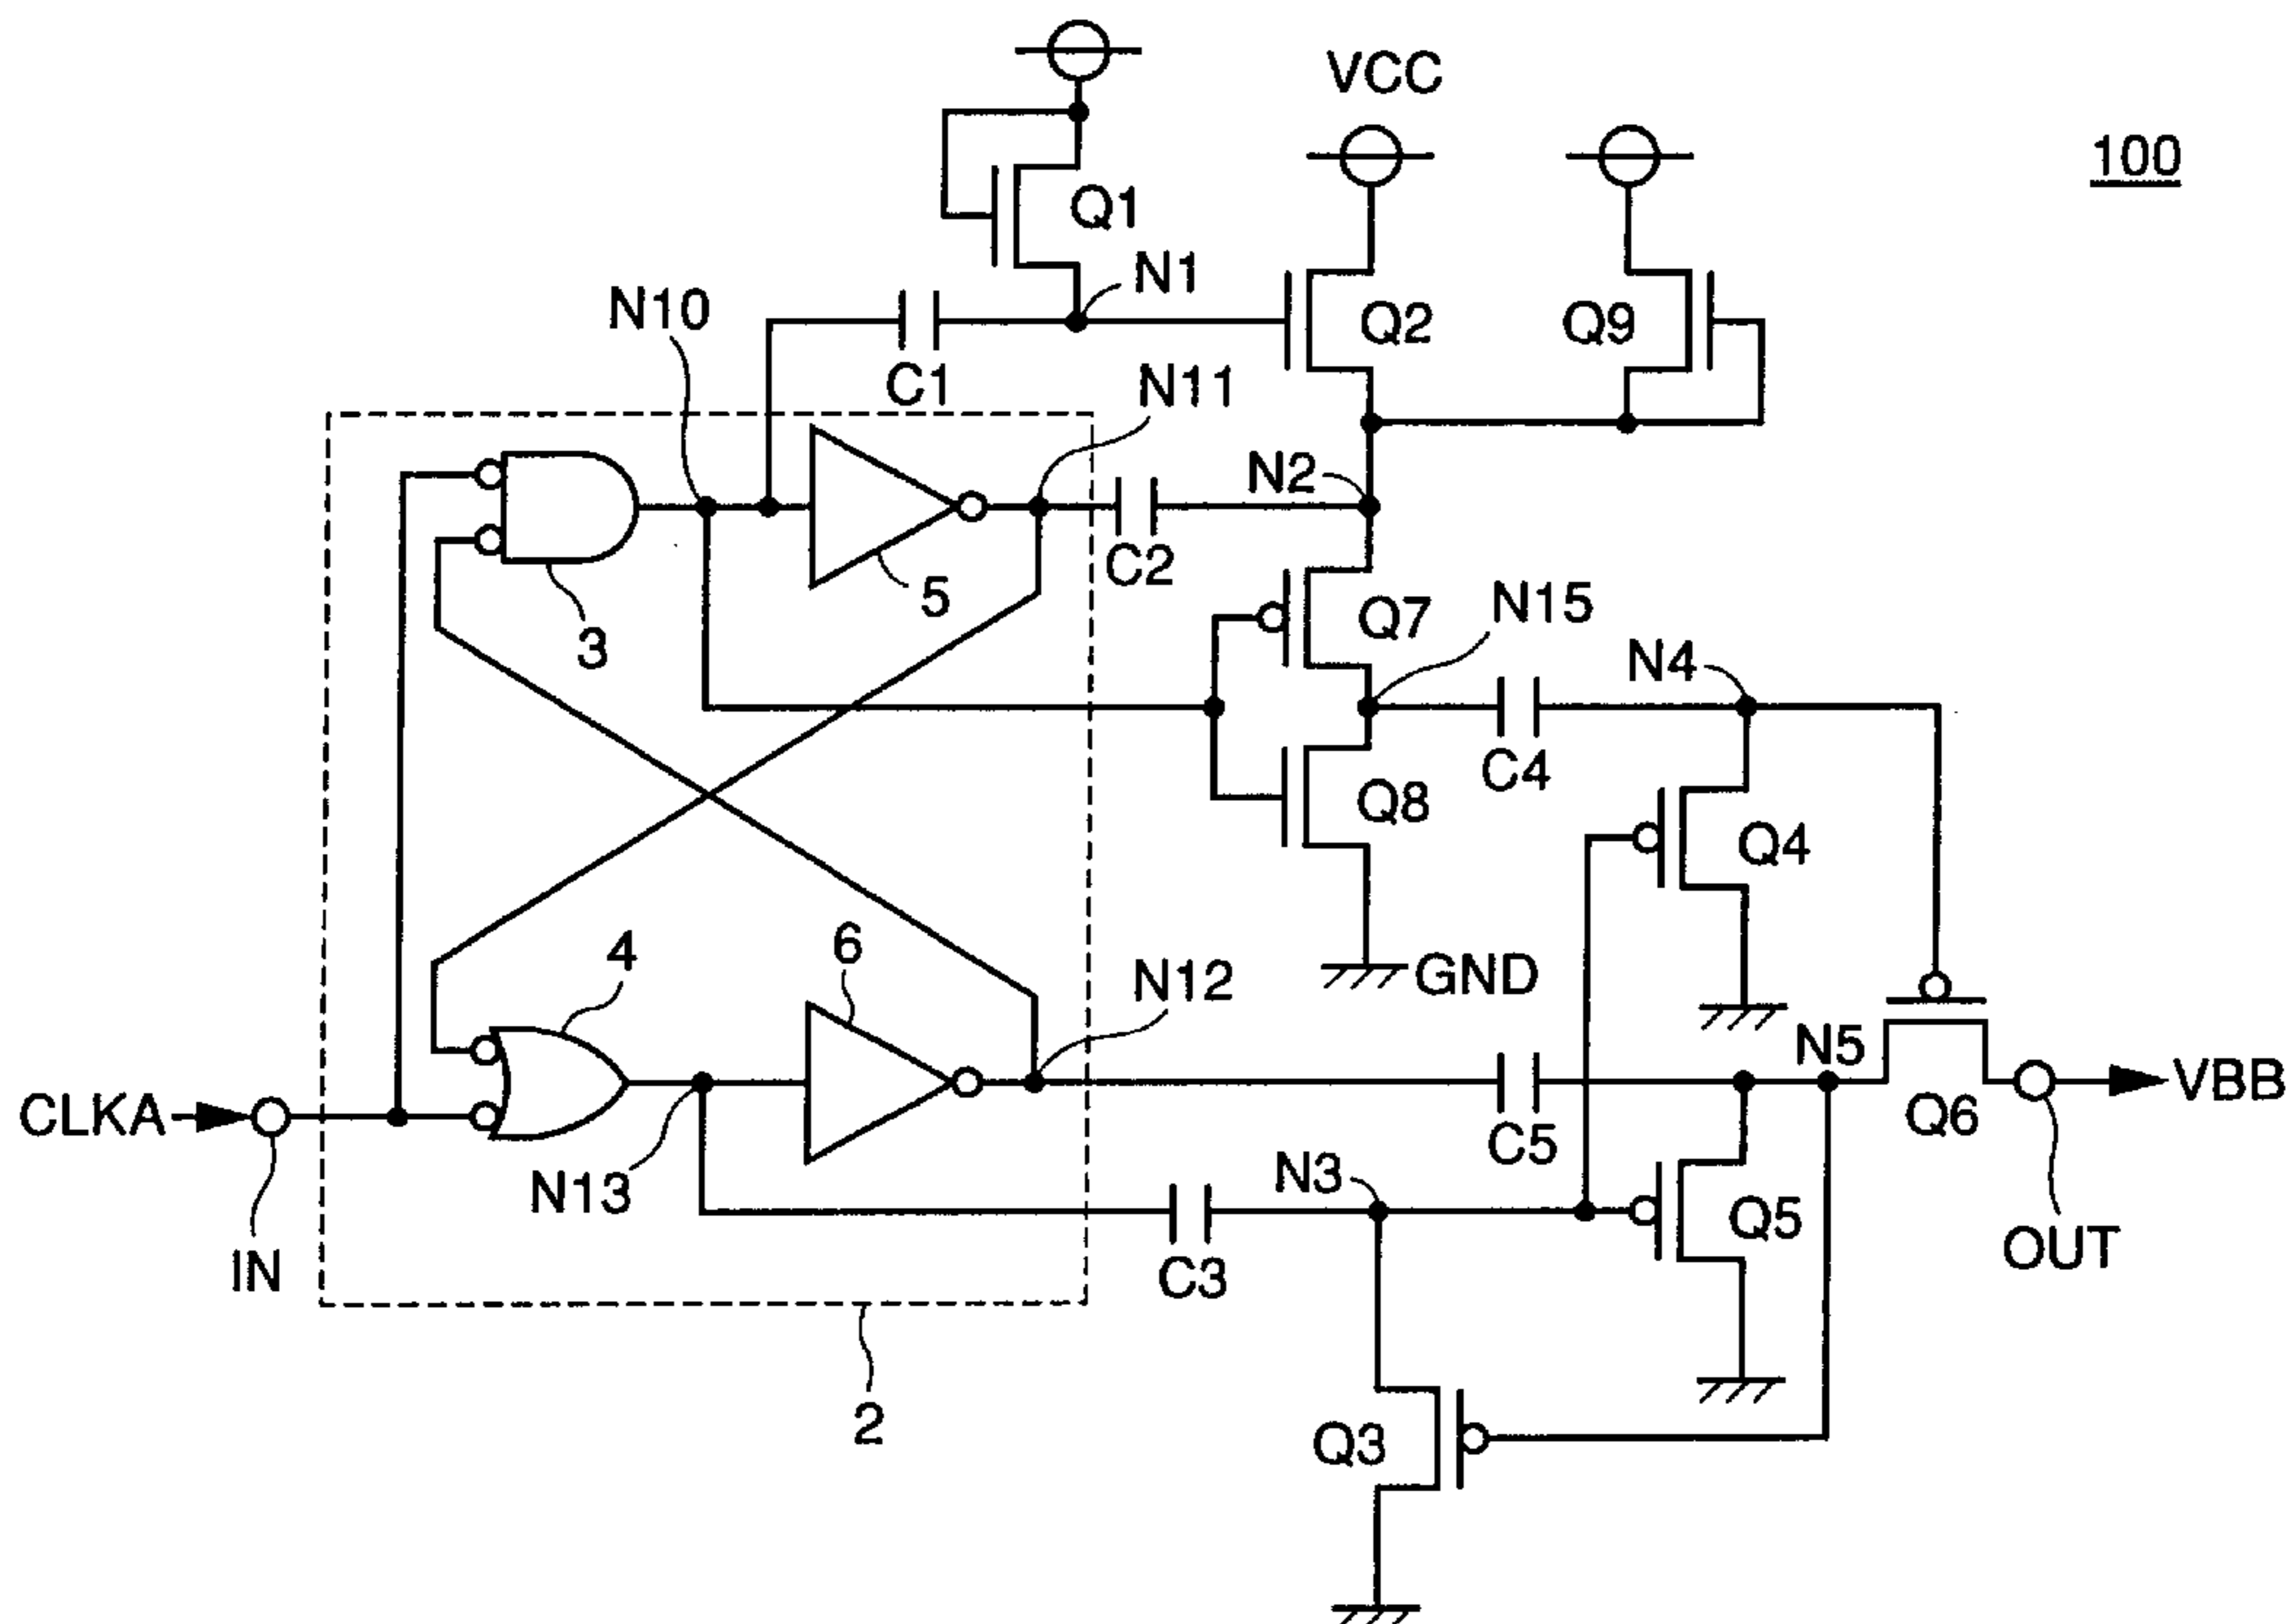 VCC
100
Q1
N1
N10
Q2
Q9
C1
N11
N2
C2
5
Q7
N15
3
N4
C4
Q8
Q4
4
6
N12
GND
N5
CLKA
VBB
C5
Q6
N13
N3
Q5
IN
C3
OUT
2
Q3